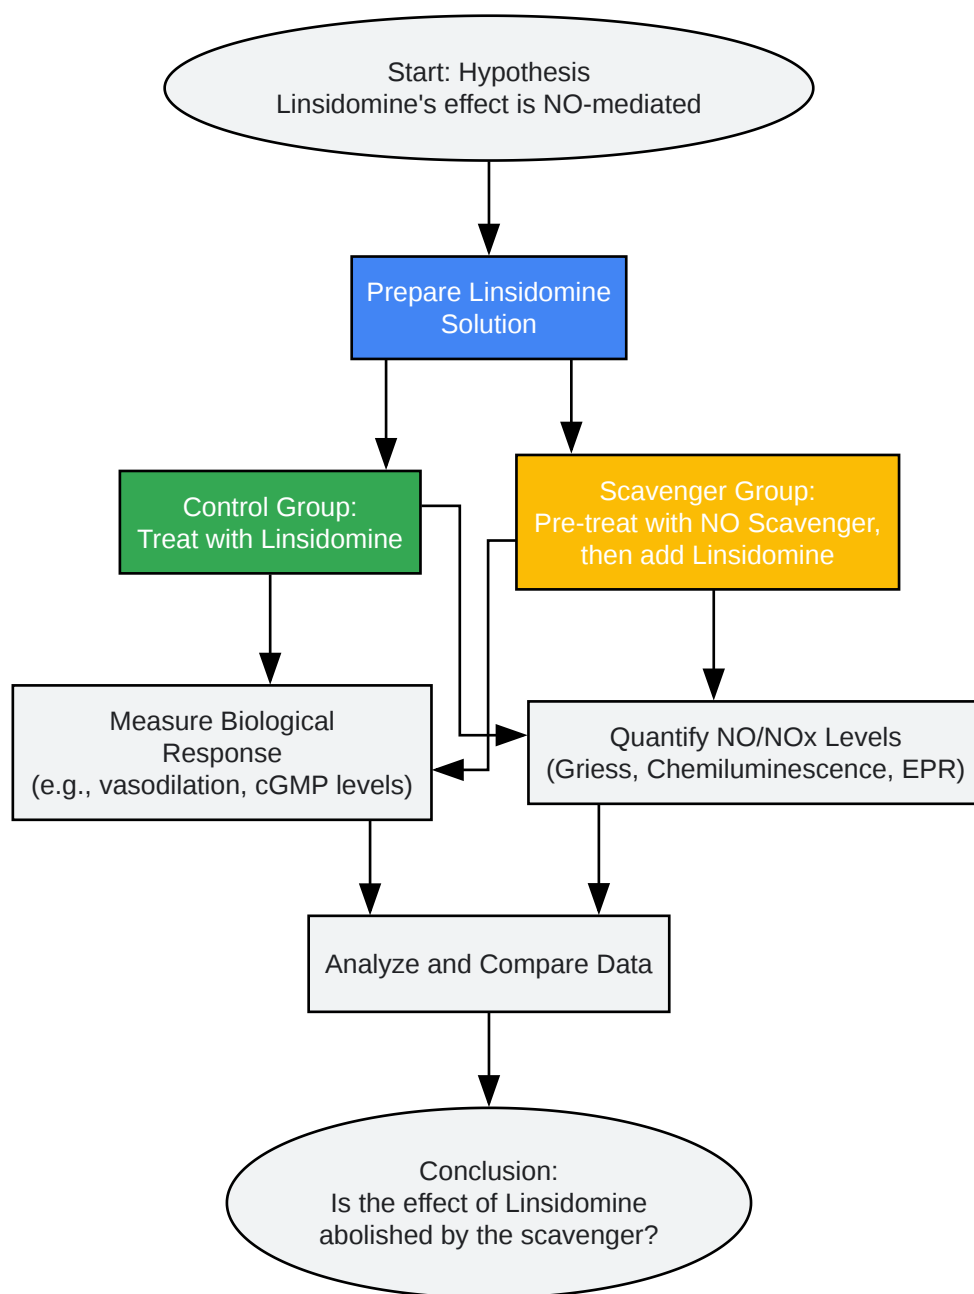 Start: Hypothesis
Linsidomine's effect is NO-mediated
Prepare Linsidomine
Solution
Control Group:
Treat with Linsidomine
Scavenger Group:
Pre-treat with NO Scavenger,
then add Linsidomine
Measure Biological
Response
(e.g., vasodilation, cGMP levels)
Quantify NO/NOx Levels
(Griess, Chemiluminescence, EPR)
Analyze and Compare Data
Conclusion:
Is the effect of Linsidomine
abolished by the scavenger?